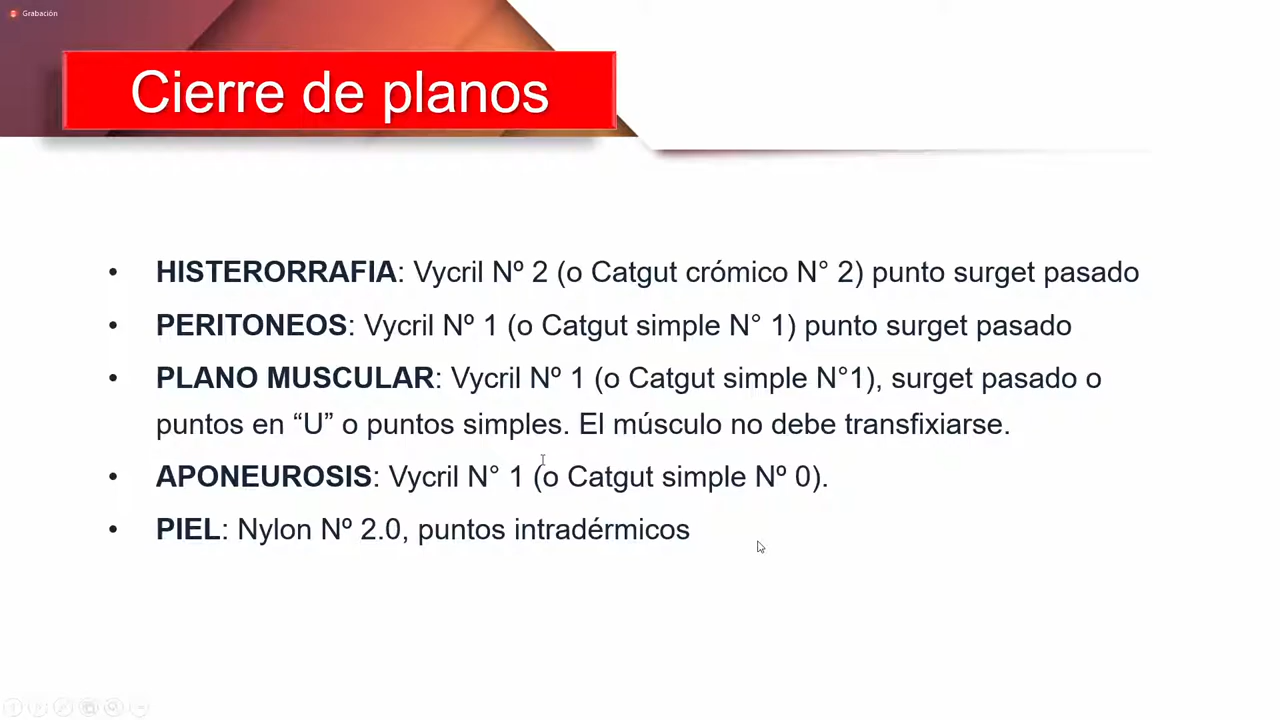 Grabación
Cierre de planos
• HISTERORRAFIA: Vycril Nº 2 (o Catgut crómico N° 2) punto surget pasado
• PERITONEOS: Vycril Nº 1 (o Catgut simple N° 1) punto surget pasado
• PLANO MUSCULAR: Vycril Nº 1 (o Catgut simple N°1), surget pasado o
puntos en “U” o puntos simples. El músculo no debe transfixiarse.
• APONEUROSIS: Vycril N° 1 (o Catgut simple Nº 0).
• PIEL: Nylon Nº 2.0, puntos intradérmicos